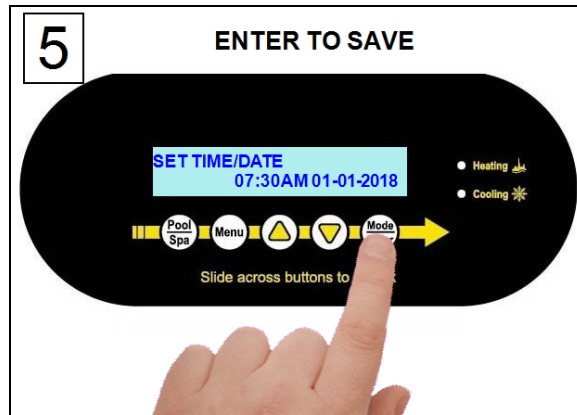 5
ENTER TO SAVE
SET TIME/DATE
07:30AM 01-01-2018
Heating
Cooling
Pool
Spa
Menu
Mode
Slide across buttons to